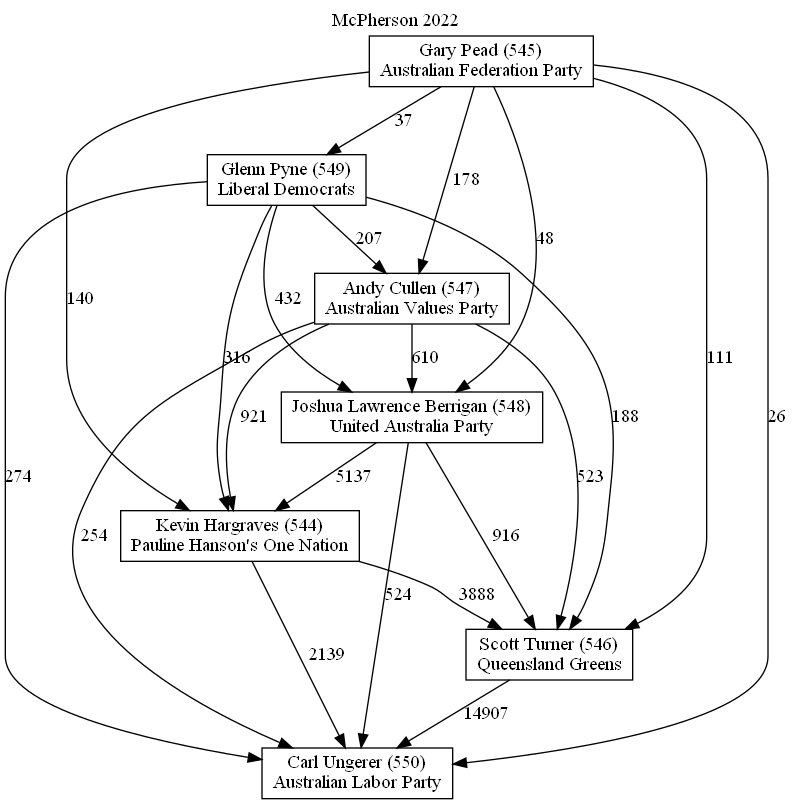 McPherson 2022
Gary Pead (545)
Australian Federation Party
37
Glenn Pyne (549)
Liberal Democrats
178
207
48
Andy Cullen (547)
Australian Values Party
140
432
316
610
111
Joshua Lawrence Berrigan (548)
United Australia Party
921
188
26
274
5137
523
Kevin Hargraves (544)
Pauline Hanson's One Nation
254
916
524
3888
Scott Turner (546)
Queensland Greens
2139
14907
Carl Ungerer (550)
Australian Labor Party